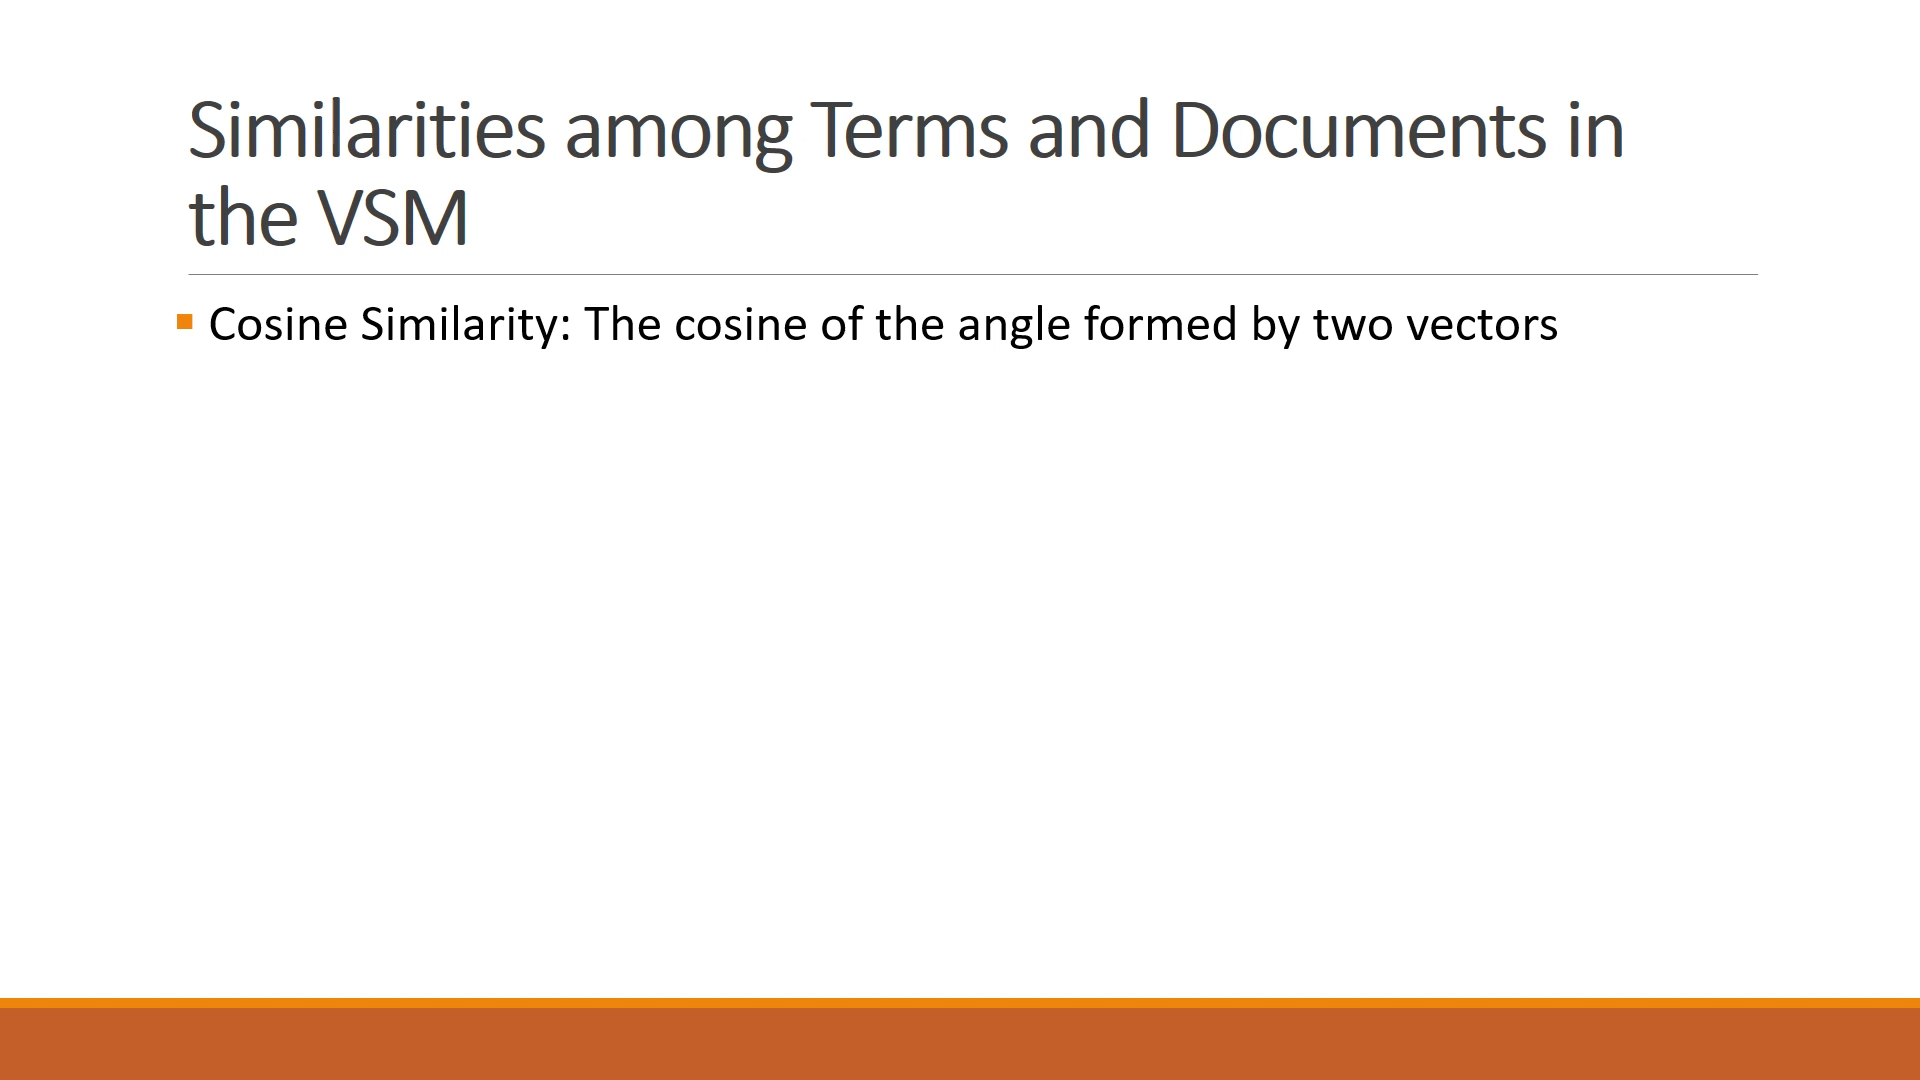 Similarities among Terms and Documents in
the VSM
Cosine Similarity: The cosine of the angle formed by two vectors